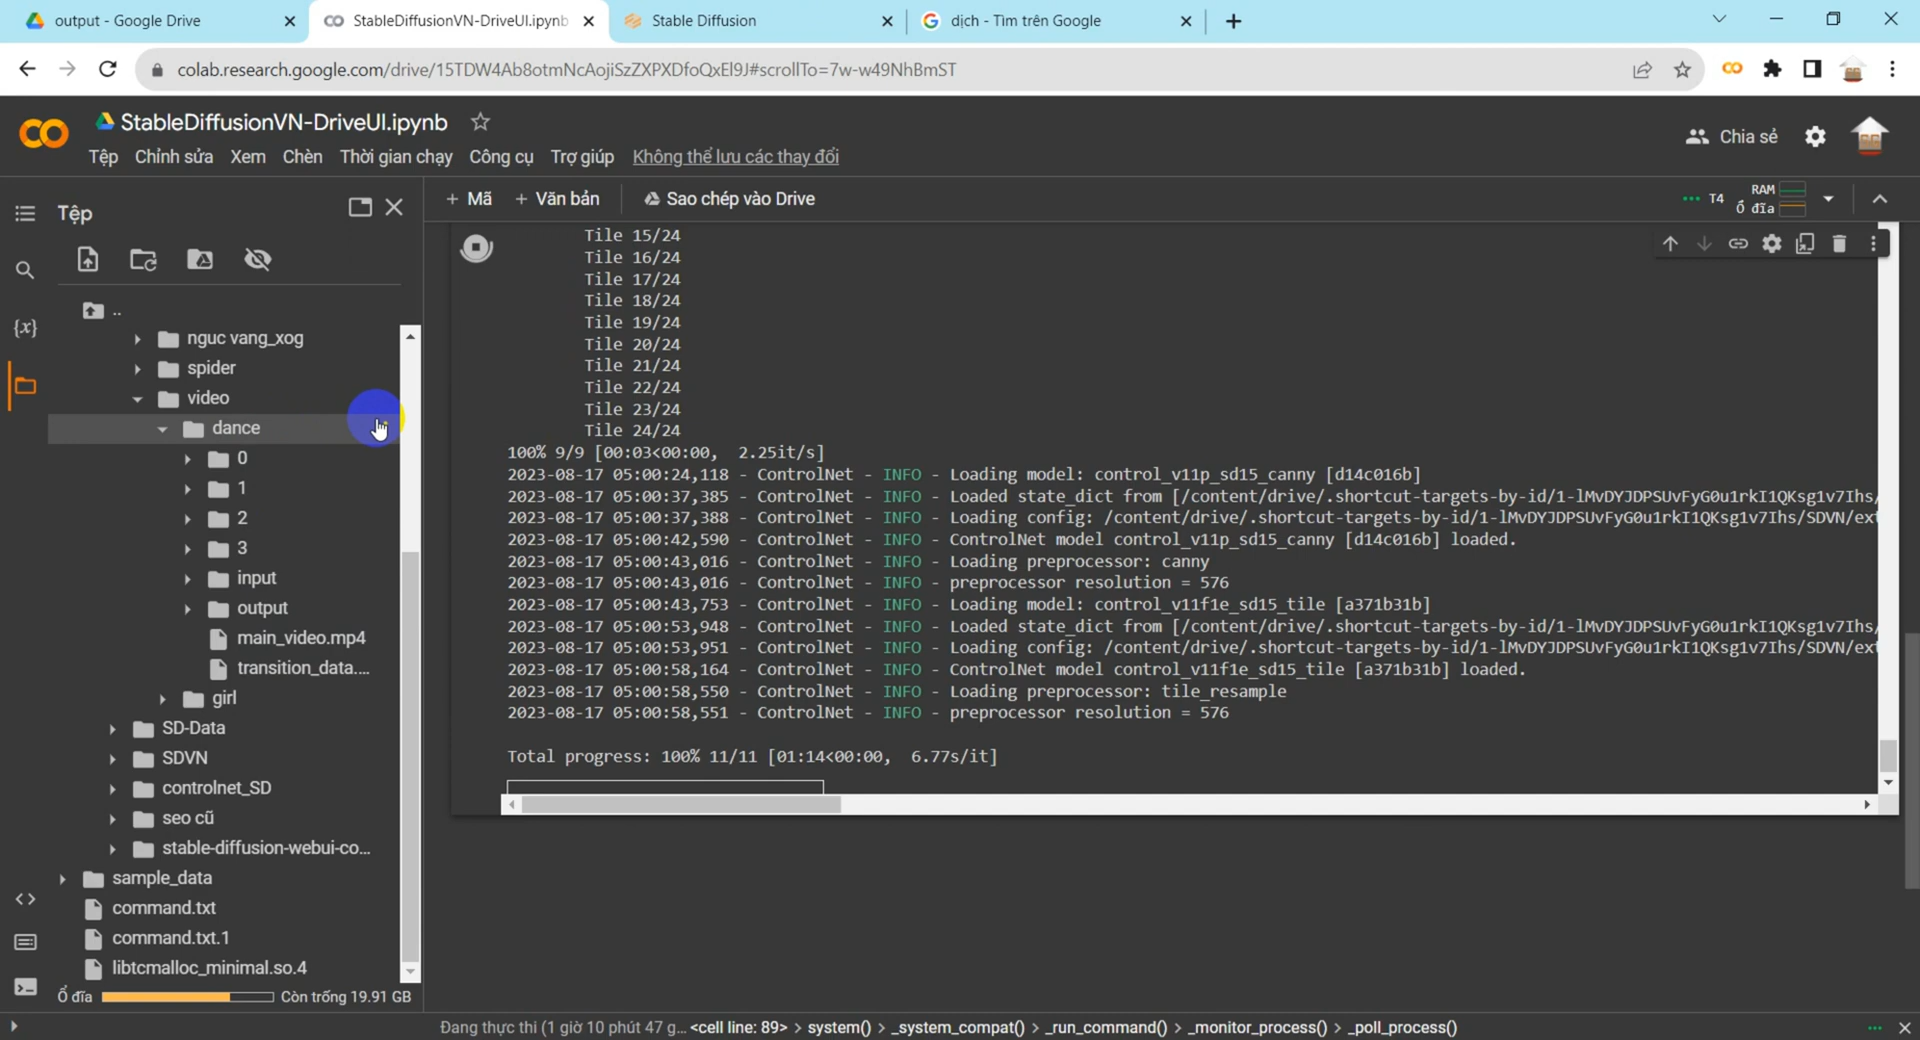 output - Google Drive
StableDiffusionVN-DriveUI.ipynb
Stable Diffusion
dịch - Tìm trên Google
colab.research.google.com/drive/15TDW4Ab8otmNcAojiSzZXPXDfoQxEl9J#scrollTo=7w-w49NhBmST
StableDiffusionVN-DriveUI.ipynb
Tệp Chỉnh sửa Xem Chèn Thời gian chạy Công cụ Trợ giúp Không thể lưu các thay đổi
Chia sẻ
Tệp
+ Mã + Văn bản Sao chép vào Drive
T4 RAM
Ổ đĩa
..
nguc vang_xog
spider
video
dance
0
1
2
3
input
output
main_video.mp4
transition_data....
girl
SD-Data
SDVN
controlnet_SD
seo cũ
stable-diffusion-webui-co...
sample_data
command.txt
command.txt.1
libtcmalloc_minimal.so.4
Ổ đĩa Còn trống 19.91 GB
{x}
Tile 15/24
Tile 16/24
Tile 17/24
Tile 18/24
Tile 19/24
Tile 20/24
Tile 21/24
Tile 22/24
Tile 23/24
Tile 24/24
100% 9/9 [00:03<00:00, 2.25it/s]
2023-08-17 05:00:24,118 - ControlNet - INFO - Loading model: control_v11p_sd15_canny [d14c016b]
2023-08-17 05:00:37,385 - ControlNet - INFO - Loaded state_dict from [/content/drive/.shortcut-targets-by-id/1-lMvDYJDPSUvFyG0u1rkI1QKsg1v7Ihs/
2023-08-17 05:00:37,388 - ControlNet - INFO - Loading config: /content/drive/.shortcut-targets-by-id/1-lMvDYJDPSUvFyG0u1rkI1QKsg1v7Ihs/SDVN/ext
2023-08-17 05:00:42,590 - ControlNet - INFO - ControlNet model control_v11p_sd15_canny [d14c016b] loaded.
2023-08-17 05:00:43,016 - ControlNet - INFO - Loading preprocessor: canny
2023-08-17 05:00:43,016 - ControlNet - INFO - preprocessor resolution = 576
2023-08-17 05:00:43,753 - ControlNet - INFO - Loading model: control_v11f1e_sd15_tile [a371b31b]
2023-08-17 05:00:53,948 - ControlNet - INFO - Loaded state_dict from [/content/drive/.shortcut-targets-by-id/1-lMvDYJDPSUvFyG0u1rkI1QKsg1v7Ihs/
2023-08-17 05:00:53,951 - ControlNet - INFO - Loading config: /content/drive/.shortcut-targets-by-id/1-lMvDYJDPSUvFyG0u1rkI1QKsg1v7Ihs/SDVN/ext
2023-08-17 05:00:58,164 - ControlNet - INFO - ControlNet model control_v11f1e_sd15_tile [a371b31b] loaded.
2023-08-17 05:00:58,550 - ControlNet - INFO - Loading preprocessor: tile_resample
2023-08-17 05:00:58,551 - ControlNet - INFO - preprocessor resolution = 576
Total progress: 100% 11/11 [01:14<00:00, 6.77s/it]
Đang thực thi (1 giờ 10 phút 47 g... <cell line: 89> > system() > _system_compat() > _run_command() > _monitor_process() > _poll_process()